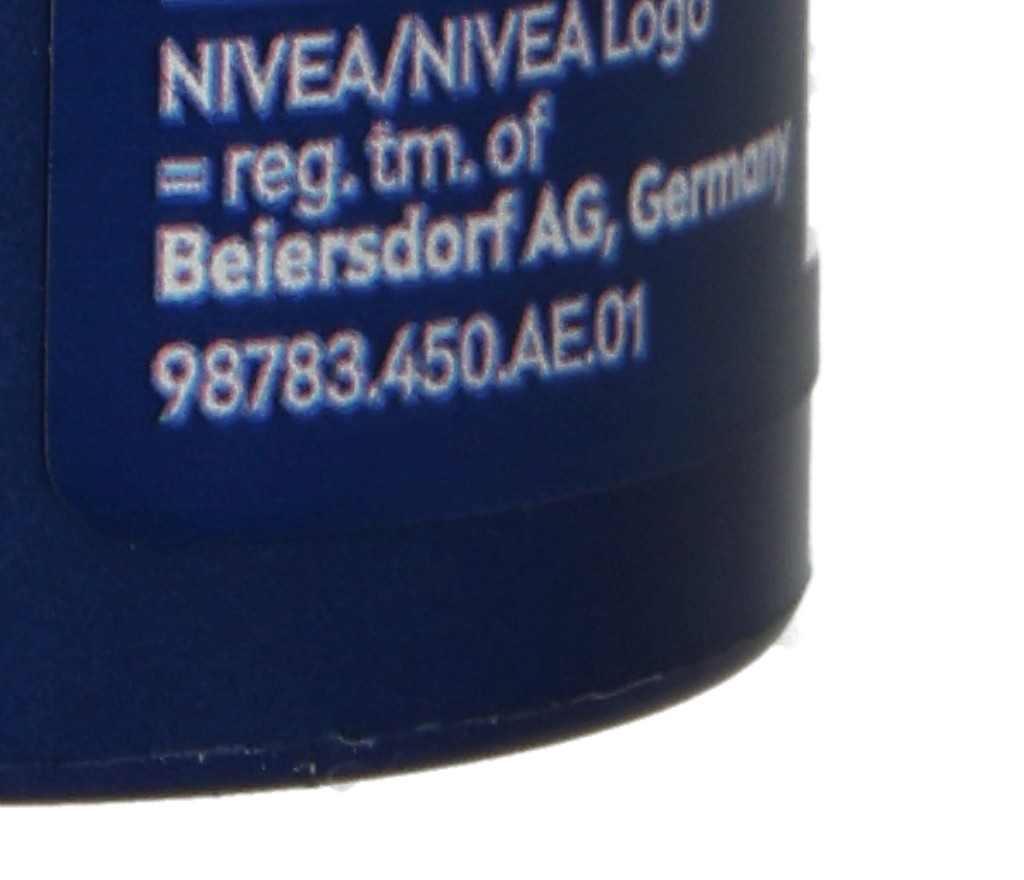 NIVEA/NIVEA Logo
= reg. tm. of
Beiersdorf AG, Germany
98783.450.AE.01